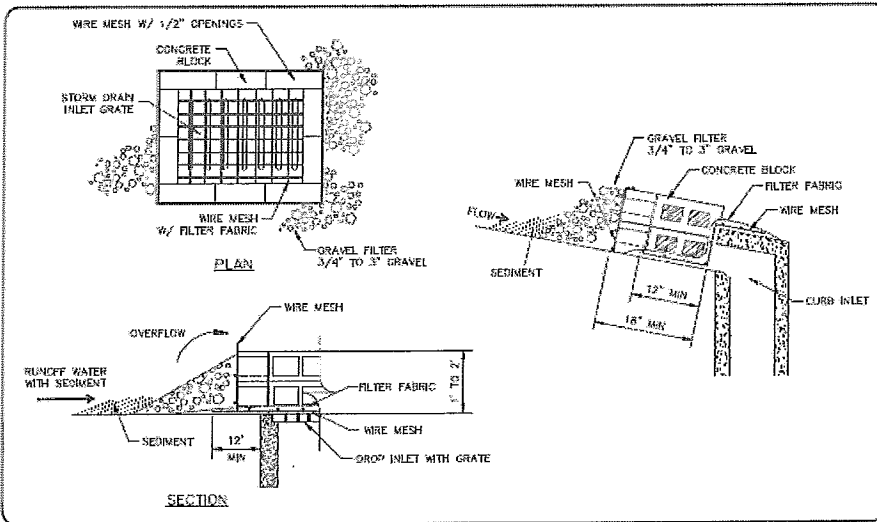 WIRE MESH W/ 1/2" OPENINGS
CONCRETE
BLOCK
STORM DRAIN
INLET GRATE
WIRE MESH
W/ FILTER FABRIC
GRAVEL FILTER
3/4" TO 3" GRAVEL
PLAN
GRAVEL FILTER
3/4" TO 3" GRAVEL
CONCRETE BLOCK
WIRE MESH
FILTER FABRIC
WIRE MESH
FLOW
SEDIMENT
12" MIN
18" MIN
CURB INLET
WIRE MESH
OVERFLOW
RUNOFF WATER
WITH SEDIMENT
FILTER FABRIC
1' TO 2'
WIRE MESH
SEDIMENT
12'
MIN
DROP INLET WITH GRATE
SECTION